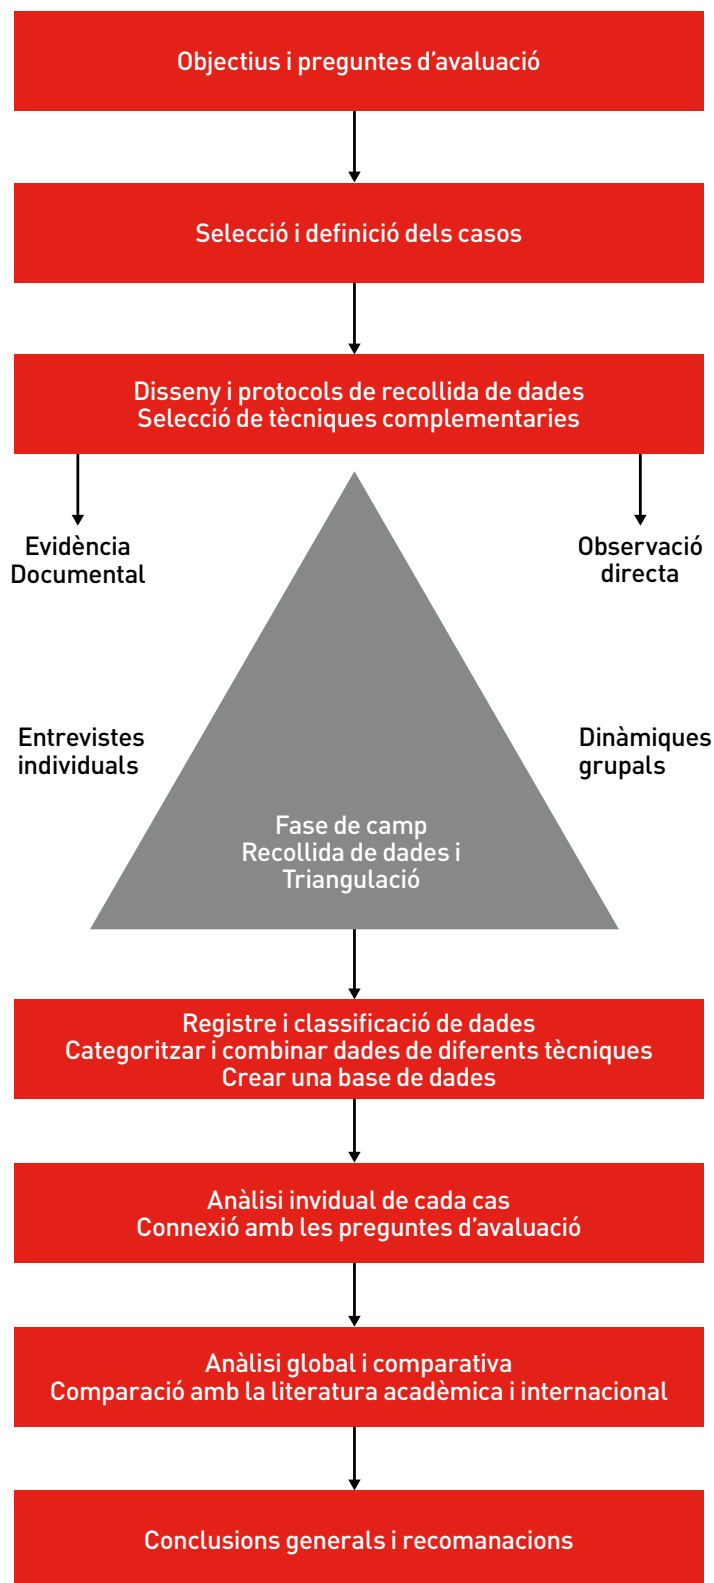 Objectius i preguntes d’avaluació
Selecció i definició dels casos
Disseny i protocols de recollida de dades
Selecció de tècniques complementaries
Evidència
Documental
Observació
directa
Entrevistes
individuals
Dinàmiques
grupals
Fase de camp
Recollida de dades i
Triangulació
Registre i classificació de dades
Categoritzar i combinar dades de diferents tècniques
Crear una base de dades
Anàlisi invidual de cada cas
Connexió amb les preguntes d’avaluació
Anàlisi global i comparativa
Comparació amb la literatura acadèmica i internacional
Conclusions generals i recomanacions